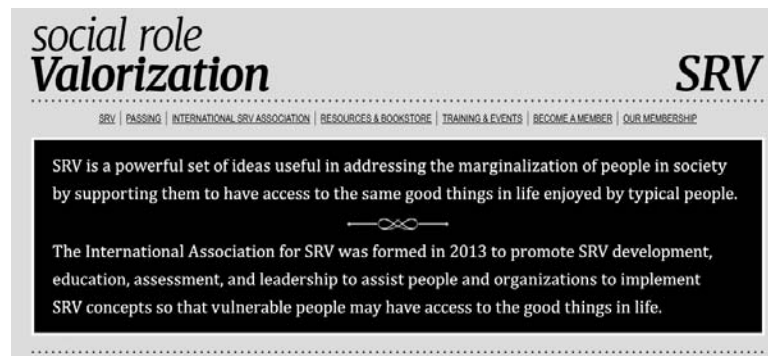 social role
Valorization
SRV
SRV | PASSING | INTERNATIONAL SRV ASSOCIATION | RESOURCES & BOOKSTORE | TRAINING & EVENTS | BECOME A MEMBER | OUR MEMBERSHIP
SRV is a powerful set of ideas useful in addressing the marginalization of people in society
by supporting them to have access to the same good things in life enjoyed by typical people.
The International Association for SRV was formed in 2013 to promote SRV development,
education, assessment, and leadership to assist people and organizations to implement
SRV concepts so that vulnerable people may have access to the good things in life.